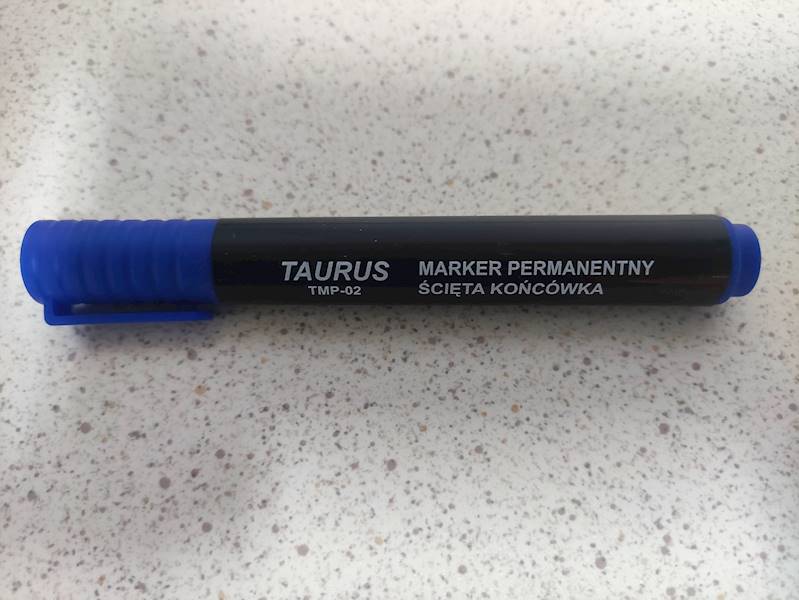 TAURUS
TMP-02
MARKER PERMANENTNY
ŚCIĘTA KOŃCÓWKA